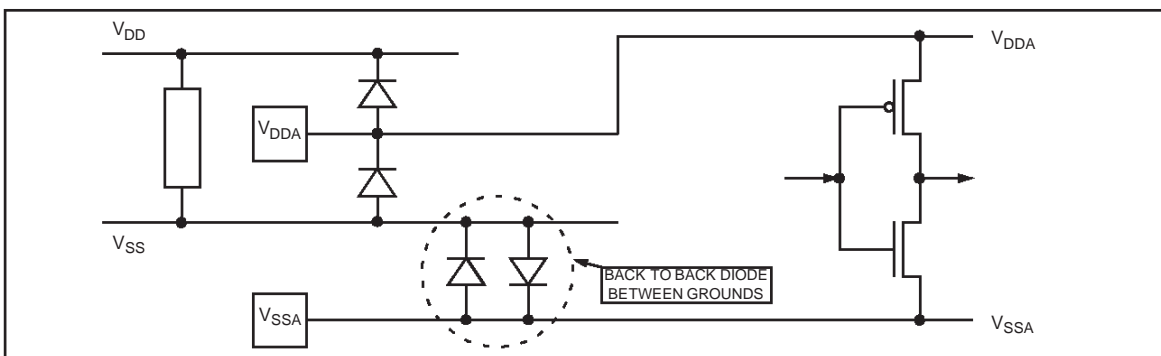 VDD
VDDA
VDDA
VSS
BACK TO BACK DIODE
BETWEEN GROUNDS
VSSA
VSSA